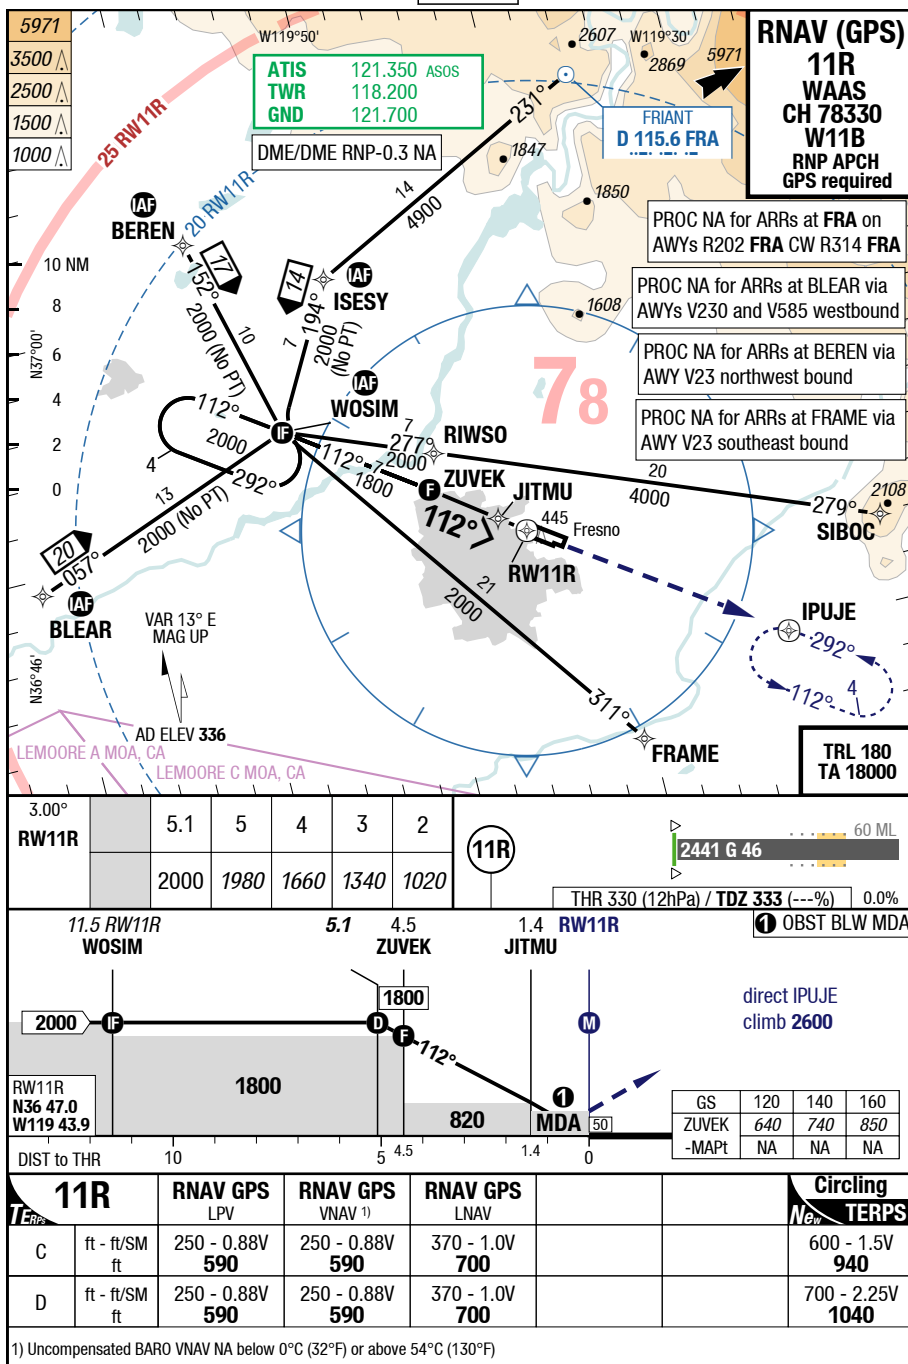 5971
3500
2500
1500
1000
W119°50'
W119°30'
2607
2869
5971
RNAV (GPS)
11R
WAAS
CH 78330
W11B
RNP APCH
GPS required
ATIS 121.350 ASOS
TWR 118.200
GND 121.700
DME/DME RNP-0.3 NA
25 RW11R
20 RW11R
231°
14
4900
FRIANT
D 115.6 FRA
1847
1850
1608
PROC NA for ARRs at FRA on
AWYs R202 FRA CW R314 FRA
PROC NA for ARRs at BLEAR via
AWYs V230 and V585 westbound
PROC NA for ARRs at BEREN via
AWY V23 northwest bound
PROC NA for ARRs at FRAME via
AWY V23 southeast bound
IAF
BEREN
17
152°
10
2000 (No PT)
14
IAF
ISESY
194°
7
2000
(No PT)
10 NM
8
6
4
2
0
N37°00'
N36°46'
IAF
WOSIM
78
112°
2000
4
292°
IF
7
277°
2000
RIWSO
20
4000
279°
2108
SIBOC
112°
7
1800
F
ZUVEK
112°
JITMU
445
Fresno
RW11R
13
2000 (No PT)
20
057°
IAF
BLEAR
21
2000
311°
FRAME
IPUJE
292°
112°
4
VAR 13° E
MAG UP
AD ELEV 336
LEMOORE A MOA, CA
LEMOORE C MOA, CA
TRL 180
TA 18000
3.00°
RW11R
5.1 5 4 3 2
2000 1980 1660 1340 1020
11R
60 ML
2441 G 46
THR 330 (12hPa) / TDZ 333 (---%) 0.0%
1 OBST BLW MDA
11.5 RW11R 5.1 4.5 1.4 RW11R
WOSIM ZUVEK JITMU
1800
2000
IF
D
F
112°
M
direct IPUJE
climb 2600
1800
820
1
MDA
50
RW11R
N36 47.0
W119 43.9
GS 120 140 160
ZUVEK 640 740 850
-MAPt NA NA NA
DIST to THR 10 5 4.5 1.4 0
11R
TERPS
RNAV GPS RNAV GPS RNAV GPS Circling
LPV VNAV 1) LNAV New TERPS
C ft - ft/SM 250 - 0.88V 250 - 0.88V 370 - 1.0V 600 - 1.5V
ft 590 590 700 940
D ft - ft/SM 250 - 0.88V 250 - 0.88V 370 - 1.0V 700 - 2.25V
ft 590 590 700 1040
1) Uncompensated BARO VNAV NA below 0°C (32°F) or above 54°C (130°F)